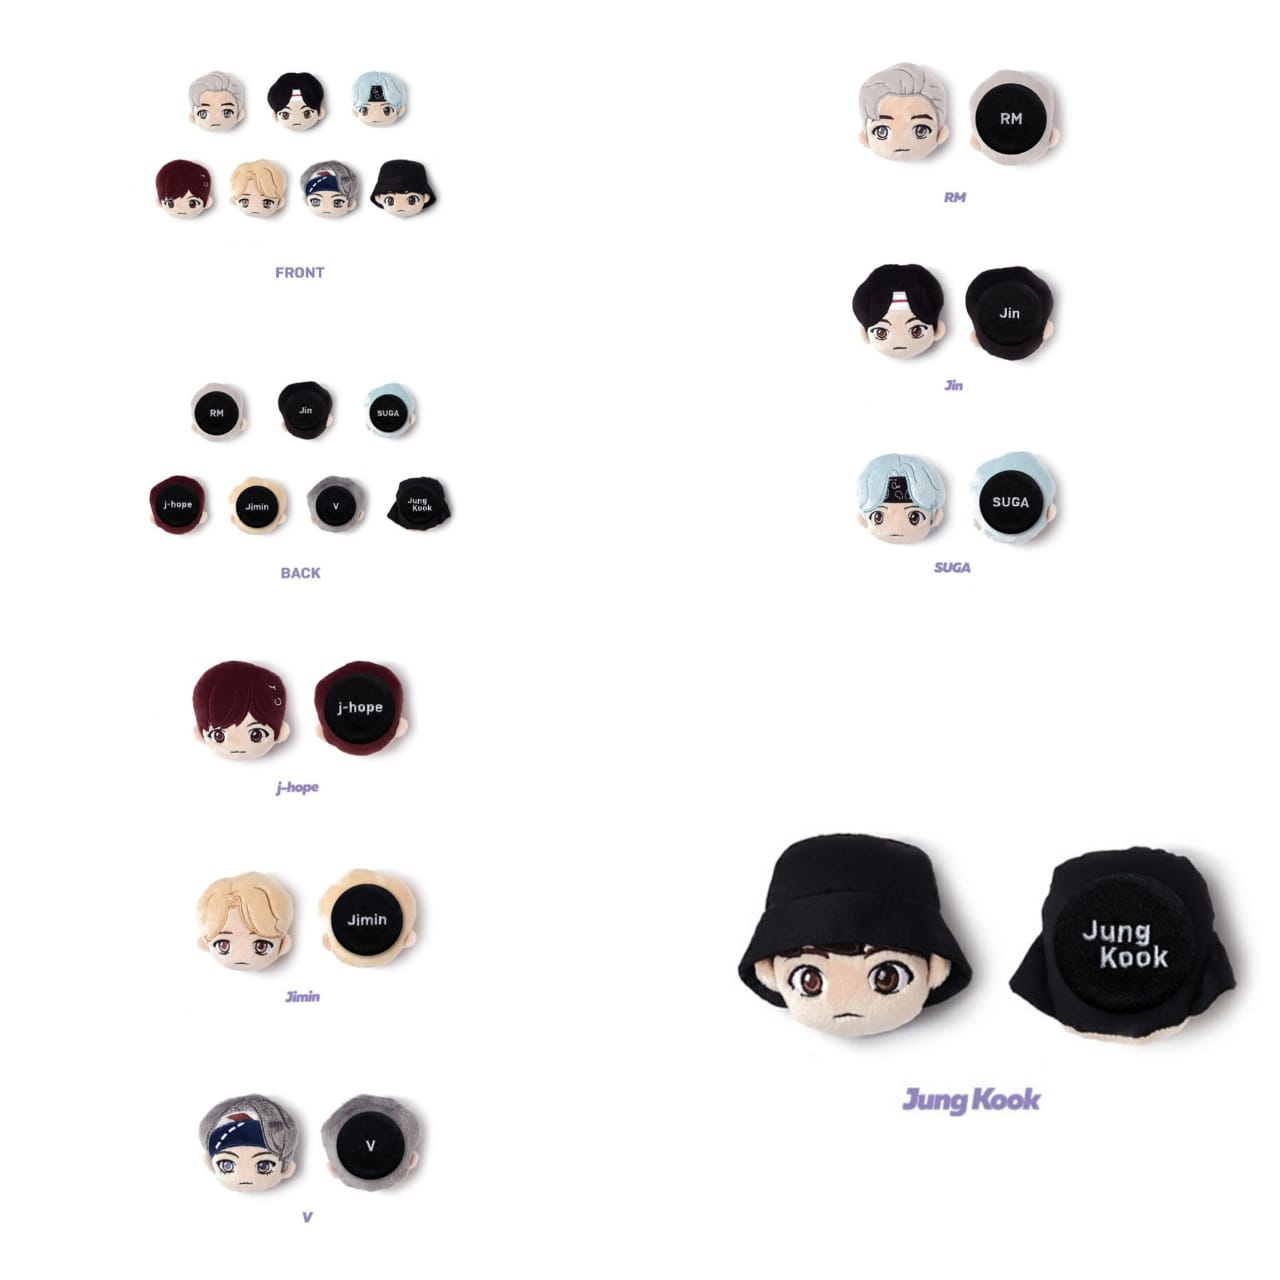 FRONT
RM
Jin
SUGA
j-hope
Jimin
V
Jung
Kook
BACK
j-hope
j-hope
Jimin
Jimin
V
V
RM
RM
Jin
Jin
SUGA
SUGA
Jung
Kook
Jung Kook